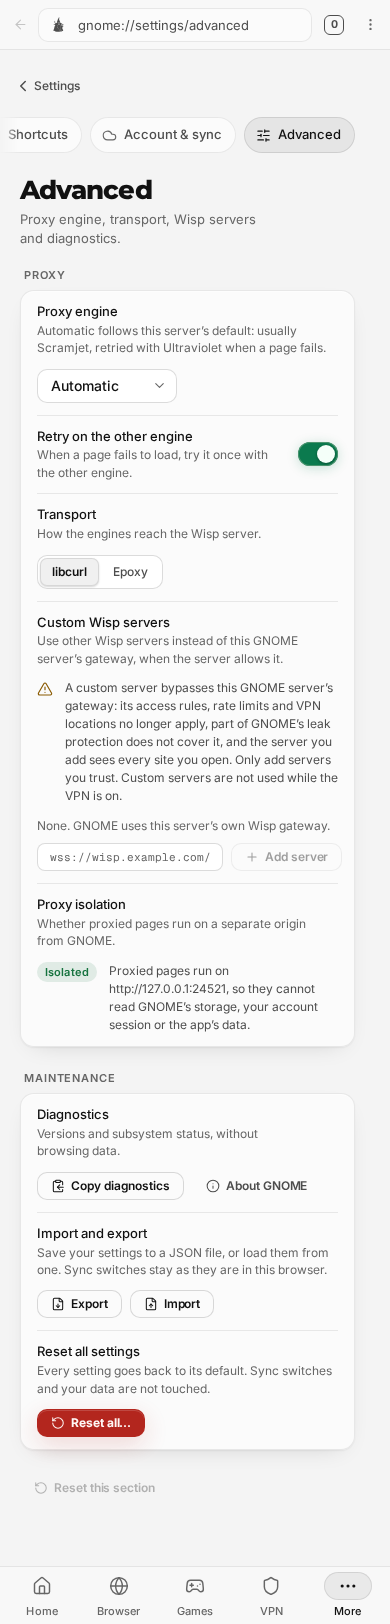 gnome://settings/advanced
0
Settings
Shortcuts
Account & sync
Advanced
Advanced
Proxy engine, transport, Wisp servers
and diagnostics.
PROXY
Proxy engine
Automatic follows this server’s default: usually
Scramjet, retried with Ultraviolet when a page fails.
Automatic
Retry on the other engine
When a page fails to load, try it once with
the other engine.
Transport
How the engines reach the Wisp server.
libcurl
Epoxy
Custom Wisp servers
Use other Wisp servers instead of this GNOME
server’s gateway, when the server allows it.
A custom server bypasses this GNOME server’s
gateway: its access rules, rate limits and VPN
locations no longer apply, part of GNOME’s leak
protection does not cover it, and the server you
add sees every site you open. Only add servers
you trust. Custom servers are not used while the
VPN is on.
None. GNOME uses this server’s own Wisp gateway.
wss://wisp.example.com/
Add server
Proxy isolation
Whether proxied pages run on a separate origin
from GNOME.
Isolated
Proxied pages run on
http://127.0.0.1:24521, so they cannot
read GNOME’s storage, your account
session or the app’s data.
MAINTENANCE
Diagnostics
Versions and subsystem status, without
browsing data.
Copy diagnostics
About GNOME
Import and export
Save your settings to a JSON file, or load them from
one. Sync switches stay as they are in this browser.
Export
Import
Reset all settings
Every setting goes back to its default. Sync switches
and your data are not touched.
Reset all...
Reset this section
Home
Browser
Games
VPN
More